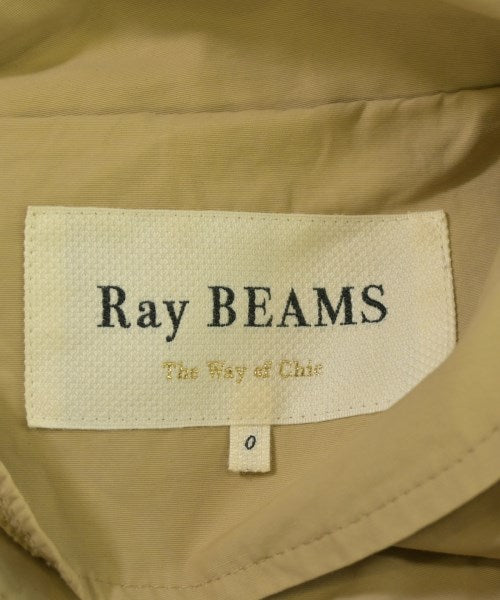 Ray BEAMS
The Way of Chic
0